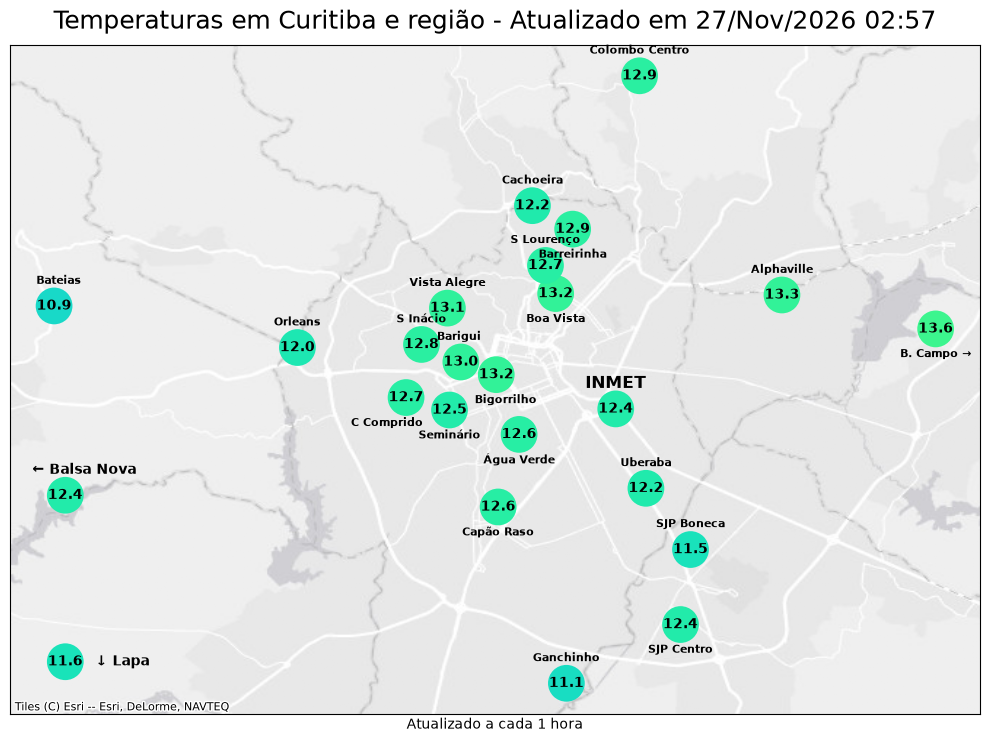 Temperaturas em Curitiba e região - Atualizado em 27/Nov/2026 02:57
Colombo Centro
12.9
Cachoeira
12.2
12.9
S Lourenço
Barreirinha
12.7
Alphaville
13.3
Bateias
10.9
Vista Alegre
13.1
13.2
Boa Vista
S Inácio
12.8
Orleans
12.0
Barigui
13.0
13.6
B. Campo →
13.2
Bigorrilho
INMET
12.4
12.7
C Comprido
12.5
Seminário
12.6
Água Verde
← Balsa Nova
12.4
Uberaba
12.2
12.6
Capão Raso
SJP Boneca
11.5
12.4
SJP Centro
11.6 ↓ Lapa
Ganchinho
11.1
Tiles (C) Esri -- Esri, DeLorme, NAVTEQ
Atualizado a cada 1 hora